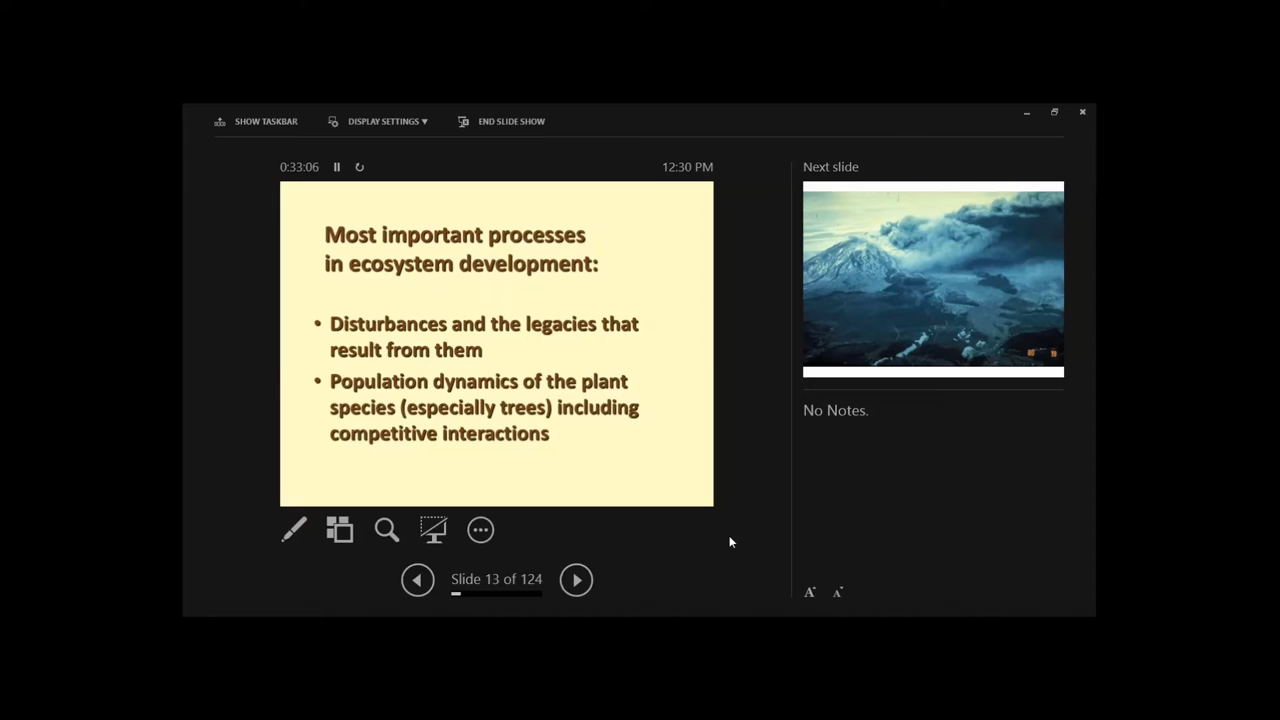 SHOW TASKBAR
DISPLAY SETTINGS ▼
END SLIDE SHOW
0:33:06
12:30 PM
Next slide
Most important processes
in ecosystem development:
• Disturbances and the legacies that
result from them
• Population dynamics of the plant
species (especially trees) including
competitive interactions
No Notes.
Slide 13 of 124
A A